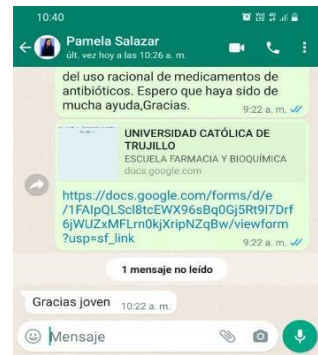 10:40
Pamela Salazar
últ. vez hoy a las 10:26 a. m.
del uso racional de medicamentos de
antibióticos. Espero que haya sido de
mucha ayuda,Gracias.
9:22 a. m.
UNIVERSIDAD CATÓLICA DE
TRUJILLO
ESCUELA FARMACIA Y BIOQUÍMICA
docs.google.com
https://docs.google.com/forms/d/e
/1FAIpQLScl8tcEWX96sBq0Gj5Rt9I7Drf
6jWUZxMFLrn0kjXripNZqBw/viewform
?usp=sf_link
9:22 a. m.
1 mensaje no leído
Gracias joven
10:22 a. m.
Mensaje